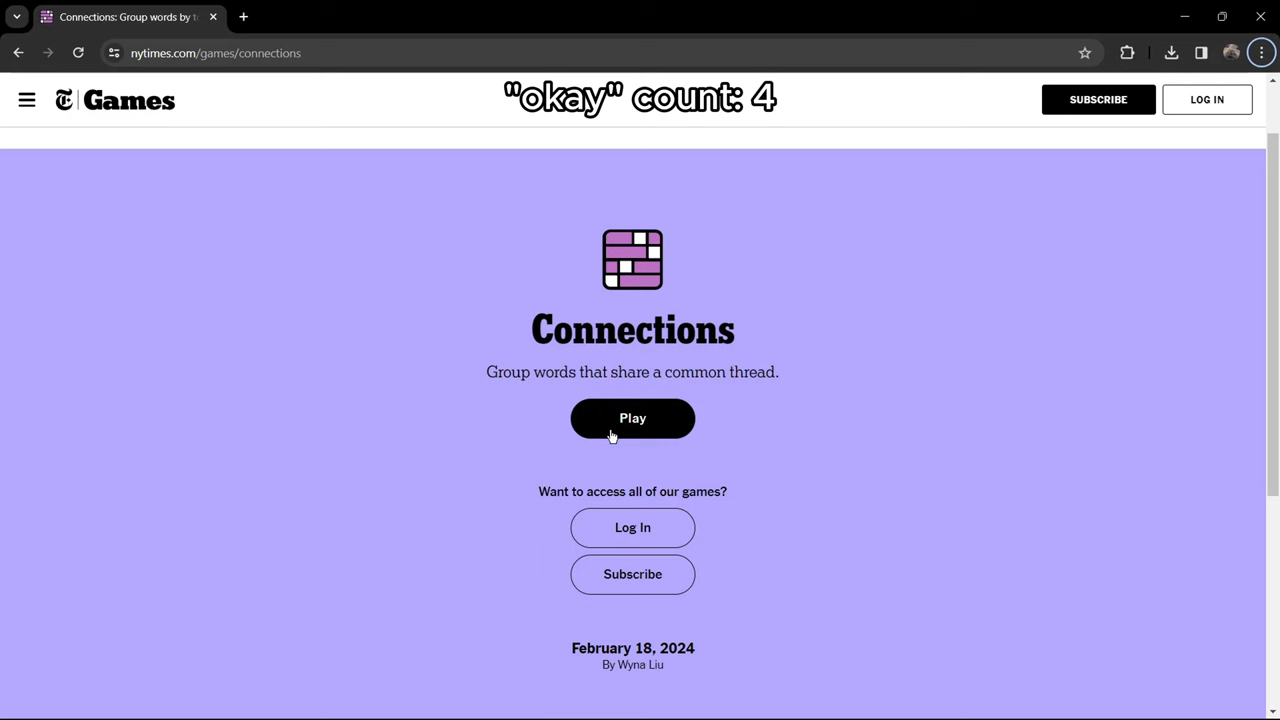 Connections: Group words by to
nytimes.com/games/connections
Games
"okay" count: 4
SUBSCRIBE
LOG IN
Connections
Group words that share a common thread.
Play
Want to access all of our games?
Log In
Subscribe
February 18, 2024
By Wyna Liu